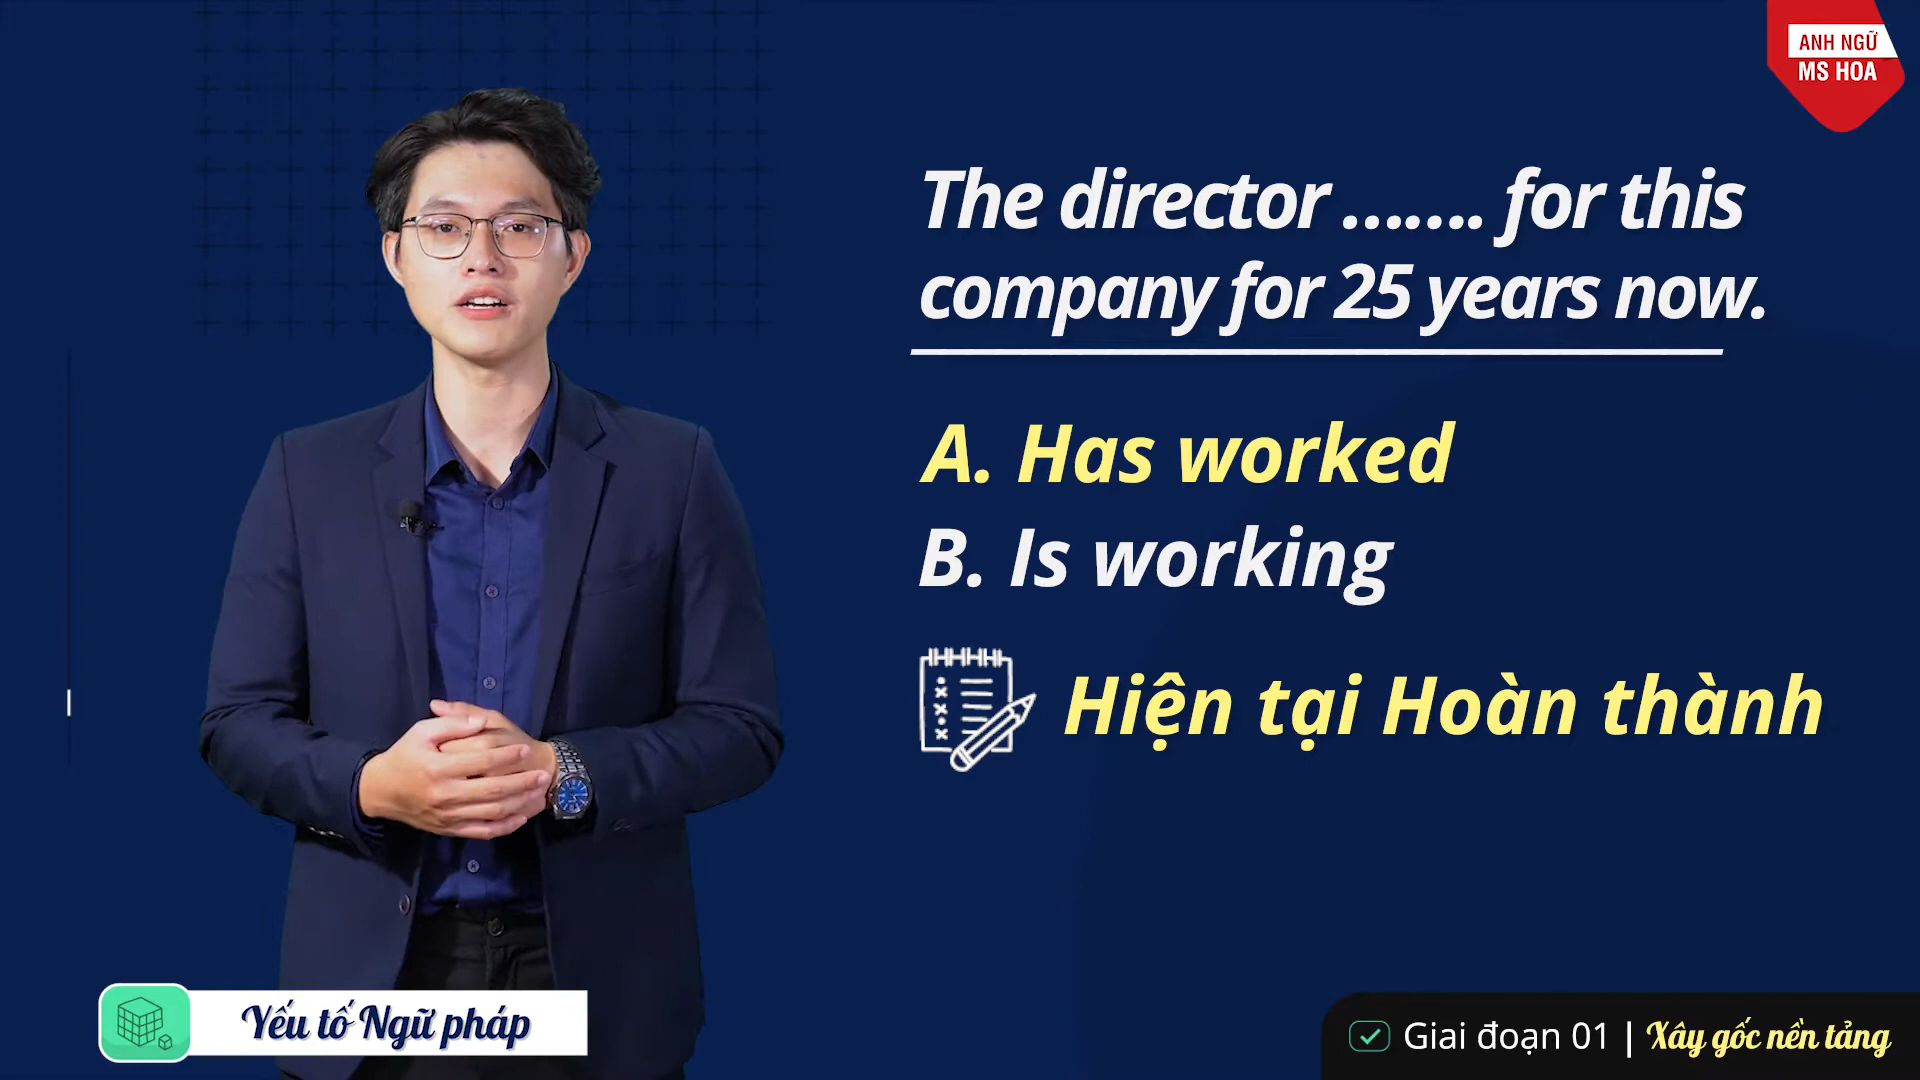 ANH NGỮ
MS HOA
The director ....... for this
company for 25 years now.
A. Has worked
B. Is working
Hiện tại Hoàn thành
Yếu tố Ngữ pháp
Giai đoạn 01 | Xây gốc nền tảng